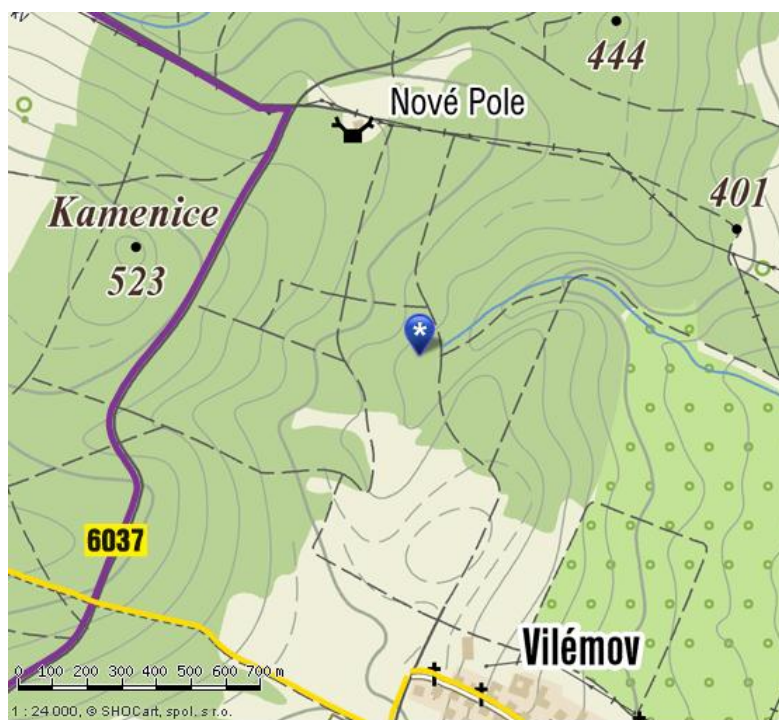 444
Nové Pole
401
Kamenice
523
*
6037
Vilémov
0 100 200 300 400 500 600 700 m
1 : 24 000, © SHOCart, spol. s r.o.